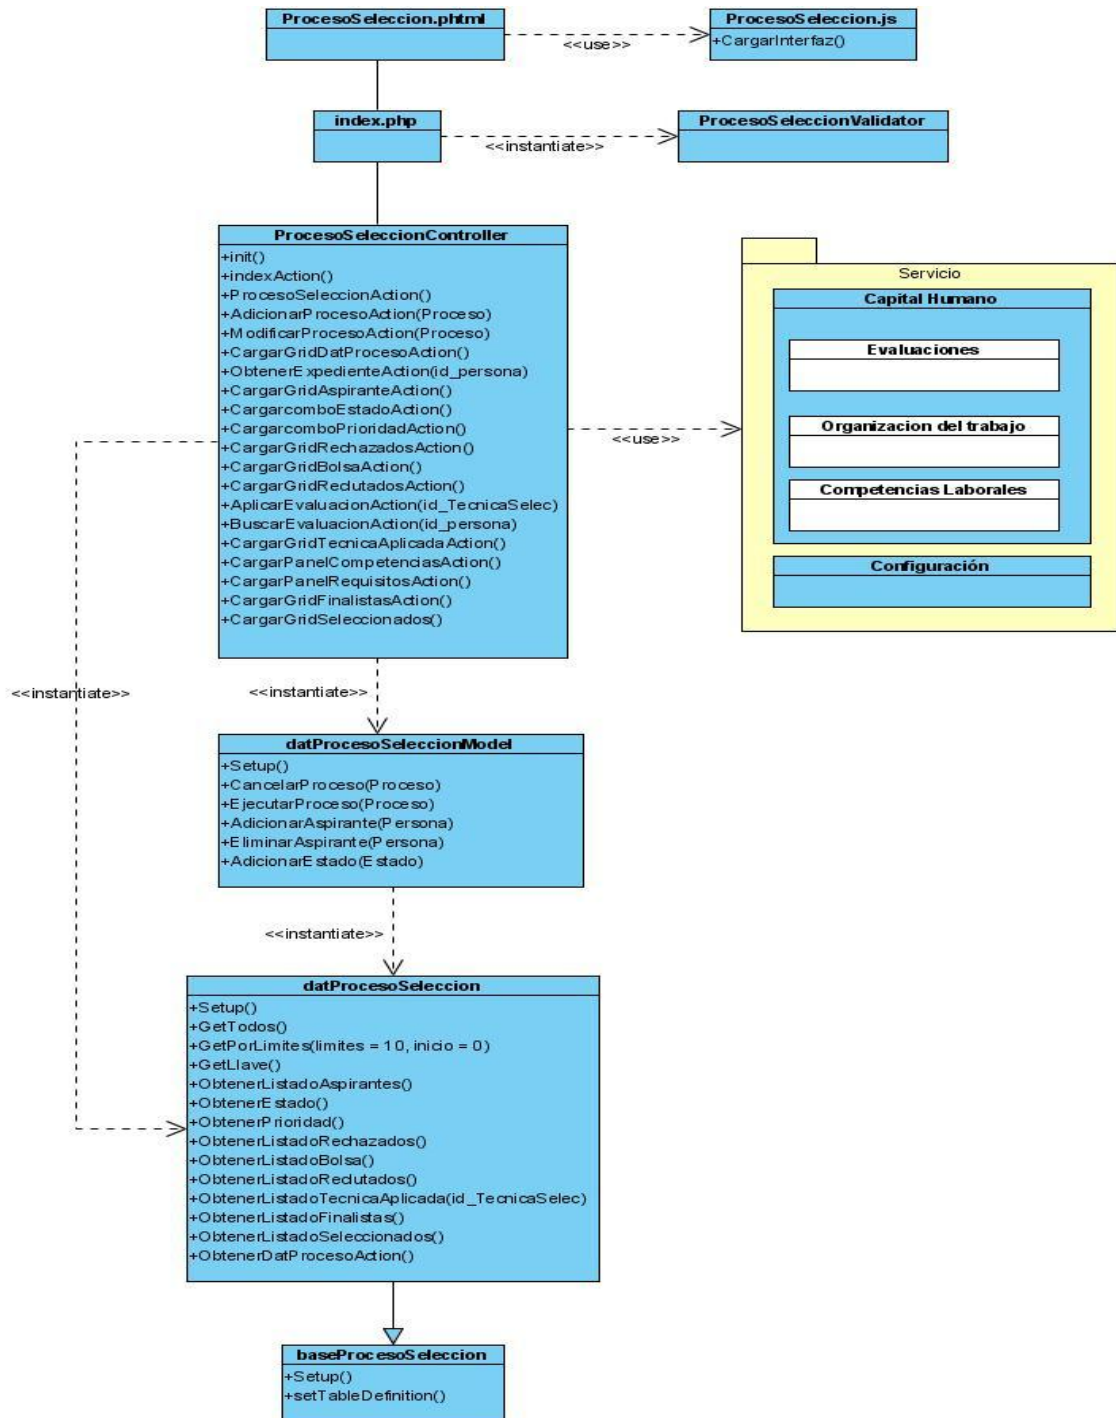 ProcesoSeleccion.phtml
ProcesoSeleccion.js
+CargarInterfaz()
<<use>>
index.php
ProcesoSeleccionValidator
<<instantiate>>
ProcesoSeleccionController
+init()
+indexAction()
+ProcesoSeleccionAction()
+AdicionarProcesoAction(Proceso)
+ModificarProcesoAction(Proceso)
+CargarGridDatProcesoAction()
+ObtenerExpedienteAction(id_persona)
+CargarGridAspiranteAction()
+CargarcomboEstadoAction()
+CargarcomboPrioridadAction()
+CargarGridRechazadosAction()
+CargarGridBolsaAction()
+CargarGridReclutadosAction()
+AplicarEvaluacionAction(id_TecnicaSelec)
+BuscarEvaluacionAction(id_persona)
+CargarGridTecnicaAplicadaAction()
+CargarPanelCompetenciasAction()
+CargarPanelRequisitosAction()
+CargarGridFinalistasAction()
+CargarGridSeleccionados()
<<use>>
Servicio
Capital Humano
Evaluaciones
Organizacion del trabajo
Competencias Laborales
Configuración
<<instantiate>>
<<instantiate>>
datProcesoSeleccionModel
+Setup()
+CancelarProceso(Proceso)
+EjecutarProceso(Proceso)
+AdicionarAspirante(Persona)
+EliminarAspirante(Persona)
+AdicionarEstado(Estado)
<<instantiate>>
datProcesoSeleccion
+Setup()
+GetTodos()
+GetPorLimites(limites = 10, inicio = 0)
+GetLlave()
+ObtenerListadoAspirantes()
+ObtenerEstado()
+ObtenerPrioridad()
+ObtenerListadoRechazados()
+ObtenerListadoBolsa()
+ObtenerListadoReclutados()
+ObtenerListadoTecnicaAplicada(id_TecnicaSelec)
+ObtenerListadoFinalistas()
+ObtenerListadoSeleccionados()
+ObtenerDatProcesoAction()
baseProcesoSeleccion
+Setup()
+setTableDefinition()